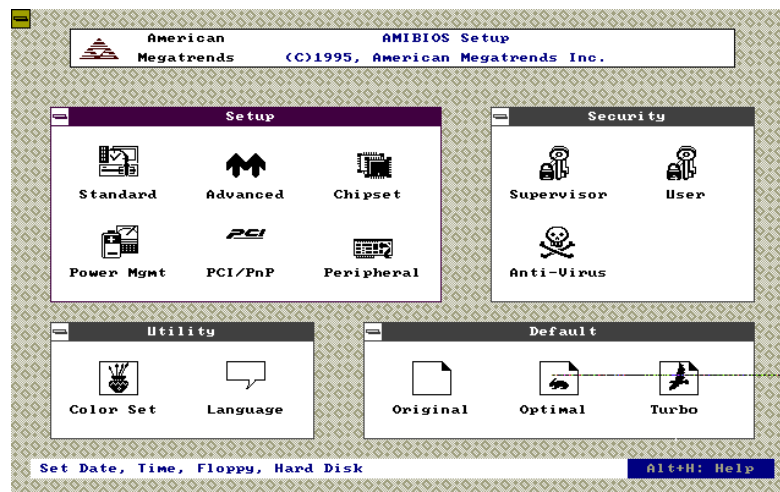 American Megatrends
AMIBIOS Setup
(C)1995, American Megatrends Inc.
Setup
Standard
Advanced
Chipset
Power Mgmt
PCI
PCI/PnP
Peripheral
Security
Supervisor
User
Anti-Virus
Utility
Color Set
Language
Default
Original
Optimal
Turbo
Set Date, Time, Floppy, Hard Disk
Alt+H: Help